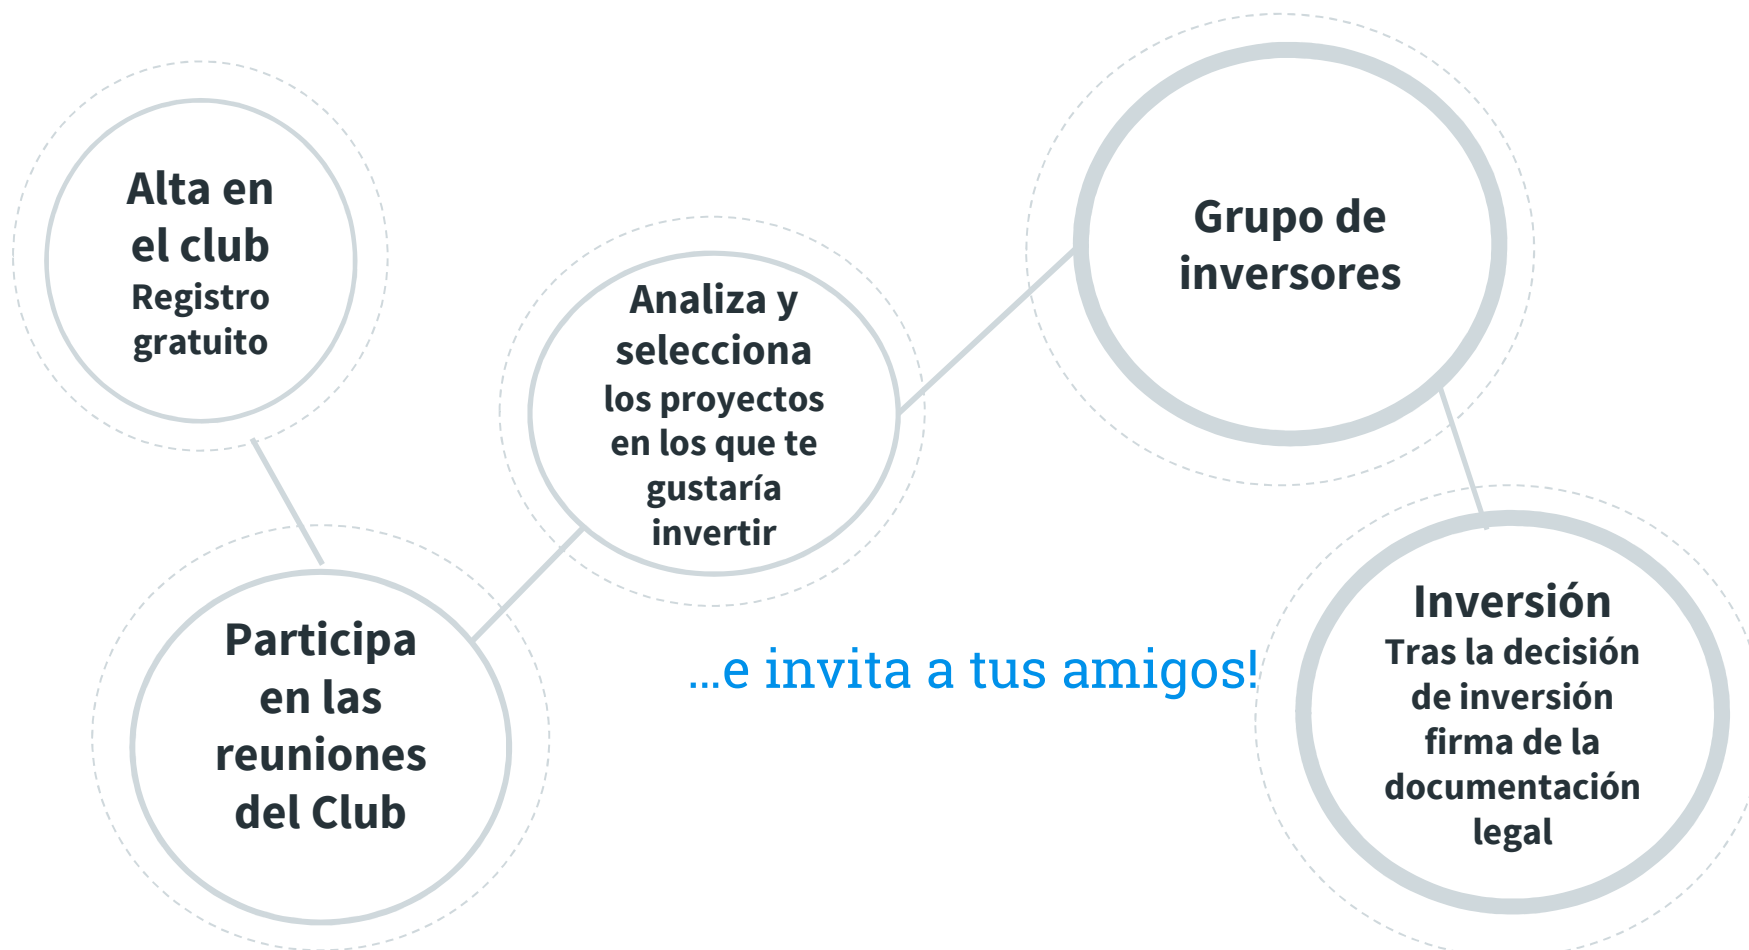 Alta en
el club
Registro
gratuito
Participa
en las
reuniones
del Club
Analiza y
selecciona
los proyectos
en los que te
gustaría
invertir
Grupo de
inversores
Inversión
Tras la decisión
de inversión
firma de la
documentación
legal
...e invita a tus amigos!